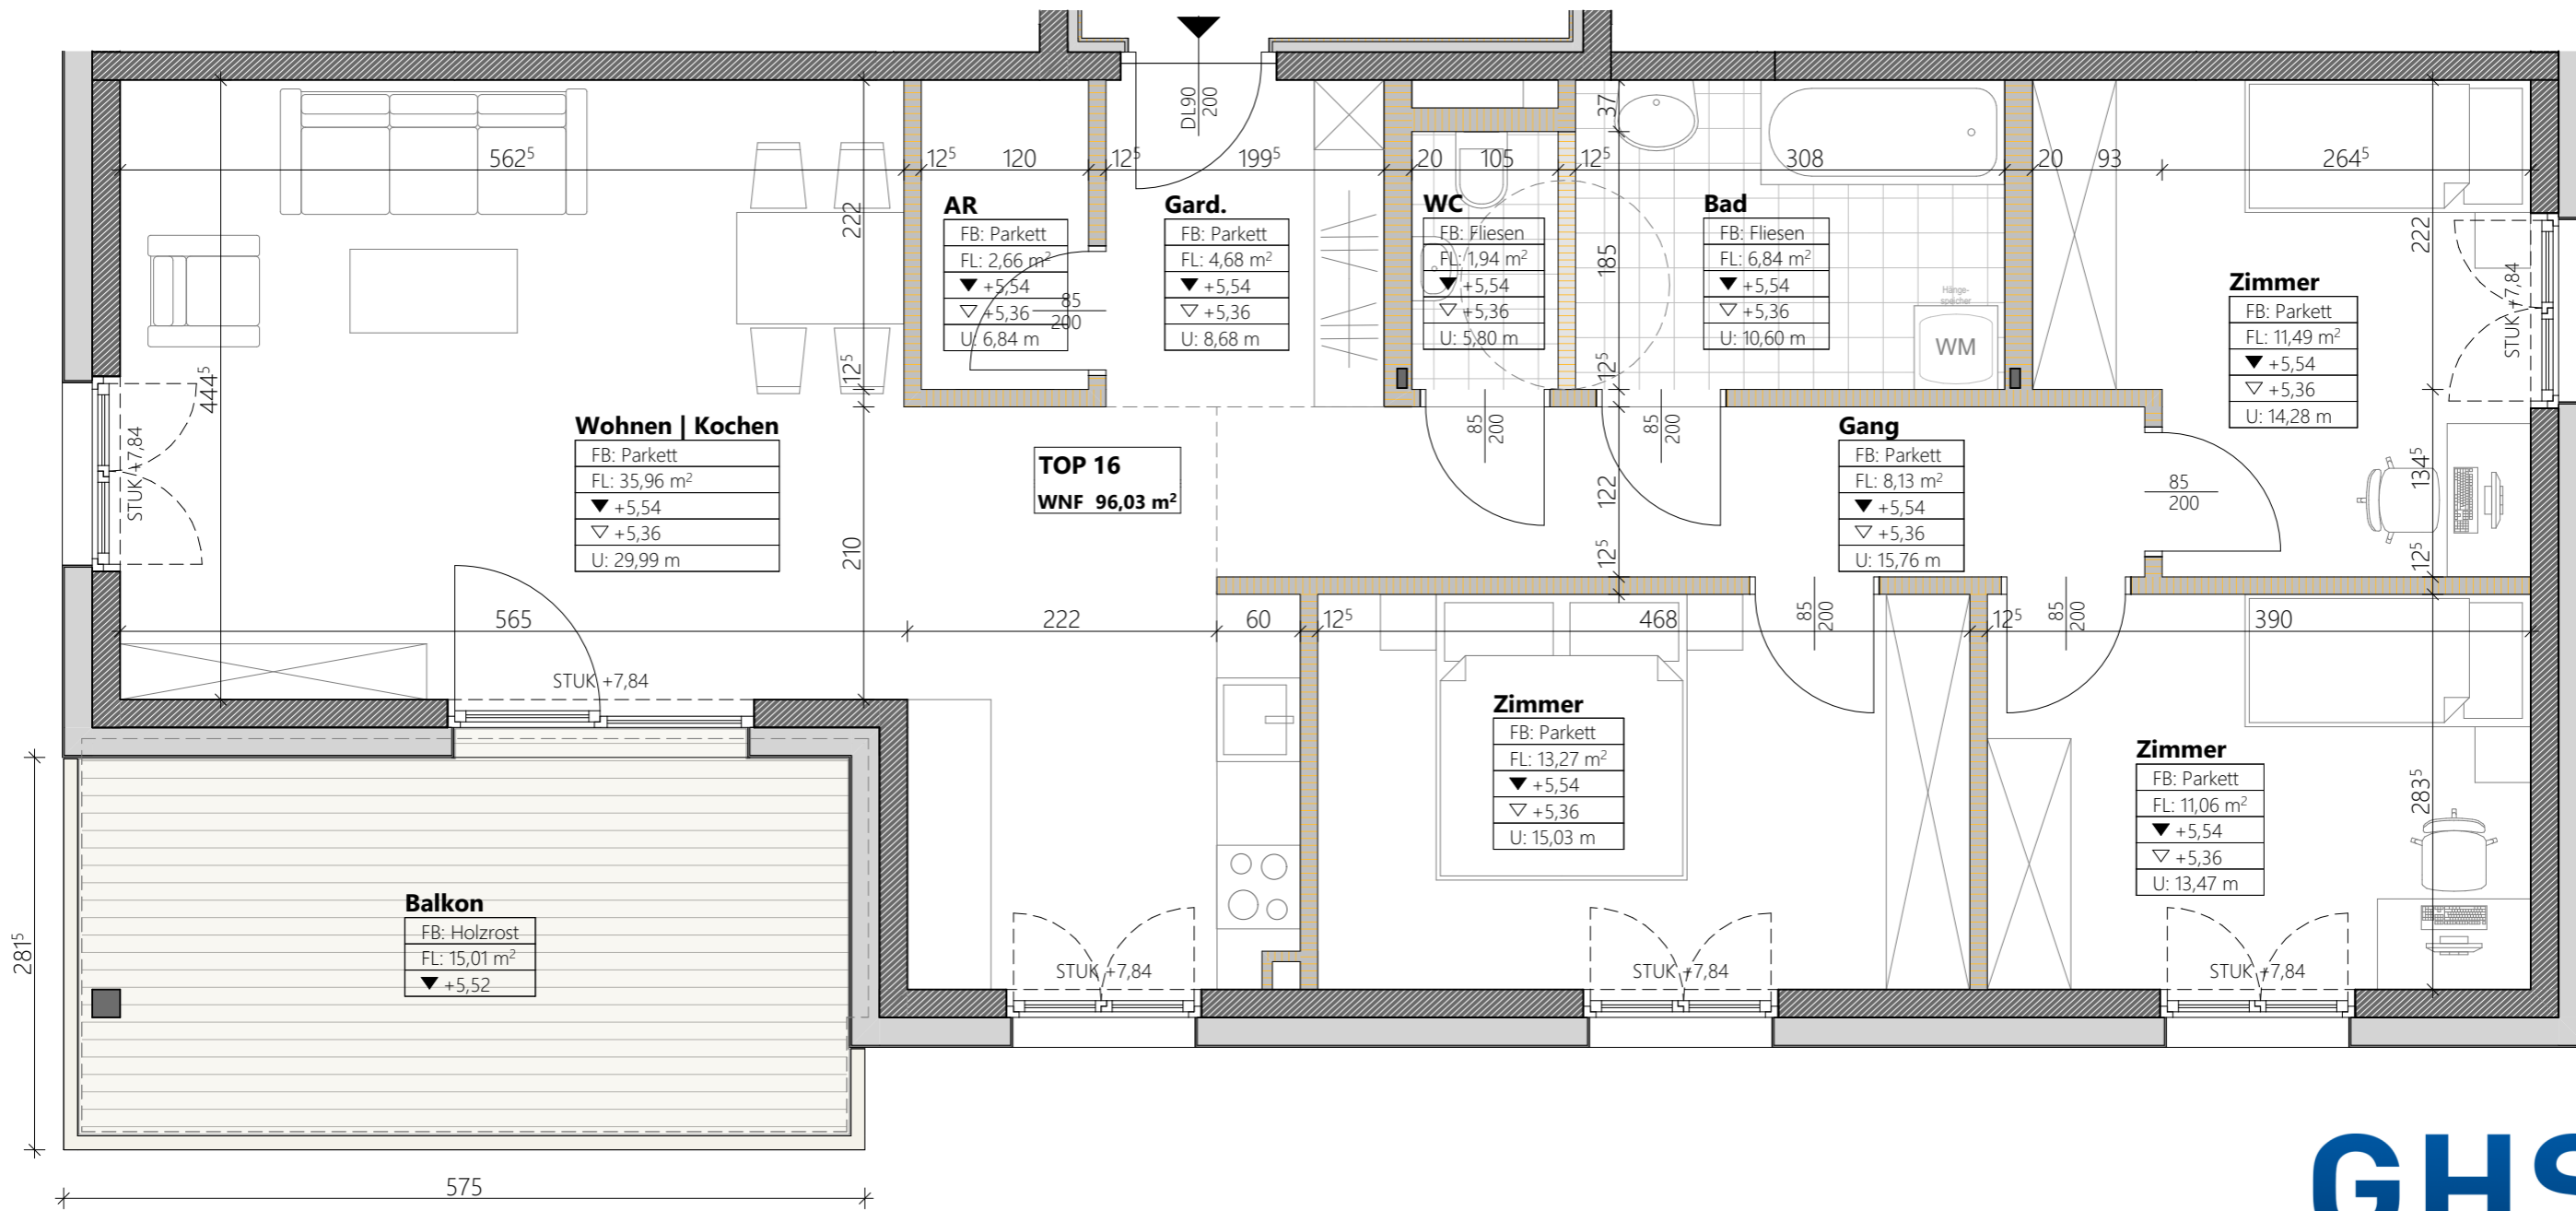 DL90
200
562⁵
12⁵
120
12⁵
199⁵
20
105
12⁵
37
308
20
93
264⁵
AR
FB: Parkett
FL: 2,66 m²
▼ +5,54
▽ +5,36
U: 6,84 m
85
200
Gard.
FB: Parkett
FL: 4,68 m²
▼ +5,54
▽ +5,36
U: 8,68 m
WC
FB: Fliesen
FL: 1,94 m²
▼ +5,54
▽ +5,36
U: 5,80 m
Bad
FB: Fliesen
FL: 6,84 m²
▼ +5,54
▽ +5,36
U: 10,60 m
Hänge-
speicher
WM
Zimmer
FB: Parkett
FL: 11,49 m²
▼ +5,54
▽ +5,36
U: 14,28 m
222
12⁵
185
12⁵
222
STUK +7,84
444⁵
STUK +7,84
Wohnen | Kochen
FB: Parkett
FL: 35,96 m²
▼ +5,54
▽ +5,36
U: 29,99 m
TOP 16
WNF 96,03 m²
85
200
85
200
Gang
FB: Parkett
FL: 8,13 m²
▼ +5,54
▽ +5,36
U: 15,76 m
85
200
134⁵
12⁵
122
12⁵
210
565
222
60
12⁵
468
85
200
12⁵
85
200
390
STUK +7,84
Zimmer
FB: Parkett
FL: 13,27 m²
▼ +5,54
▽ +5,36
U: 15,03 m
Zimmer
FB: Parkett
FL: 11,06 m²
▼ +5,54
▽ +5,36
U: 13,47 m
283⁵
Balkon
FB: Holzrost
FL: 15,01 m²
▼ +5,52
STUK +7,84
STUK +7,84
STUK +7,84
281⁵
575
GHS